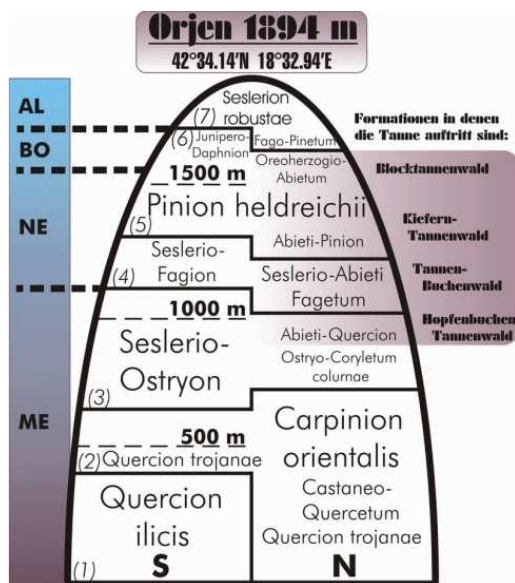 Orjen 1894 m
42°34.14'N 18°32.94'E
AL
BO
NE
ME
Seslerion
robustae
(7)
(6) Junipero-
Daphnion
Fago-Pinetum
Oreoherzogio-
Abietum
1500 m
Pinion heldreichii
(5)
Abieti-Pinion
Seslerio-
Fagion
(4)
Seslerio-Abieti
Fagetum
1000 m
Abieti-Quercion
Seslerio-
Ostryon
Ostryo-Coryletum
colurnae
(3)
Carpinion
orientalis
500 m
(2) Quercion trojanae
Castaneo-
Quercetum
Quercion trojanae
Quercion
ilicis
(1)
S
N
Formationen in denen
die Tanne auftritt sind:
Blocktannenwald
Kiefern-
Tannenwald
Tannen-
Buchenwald
Hopfenbuchen
Tannenwald